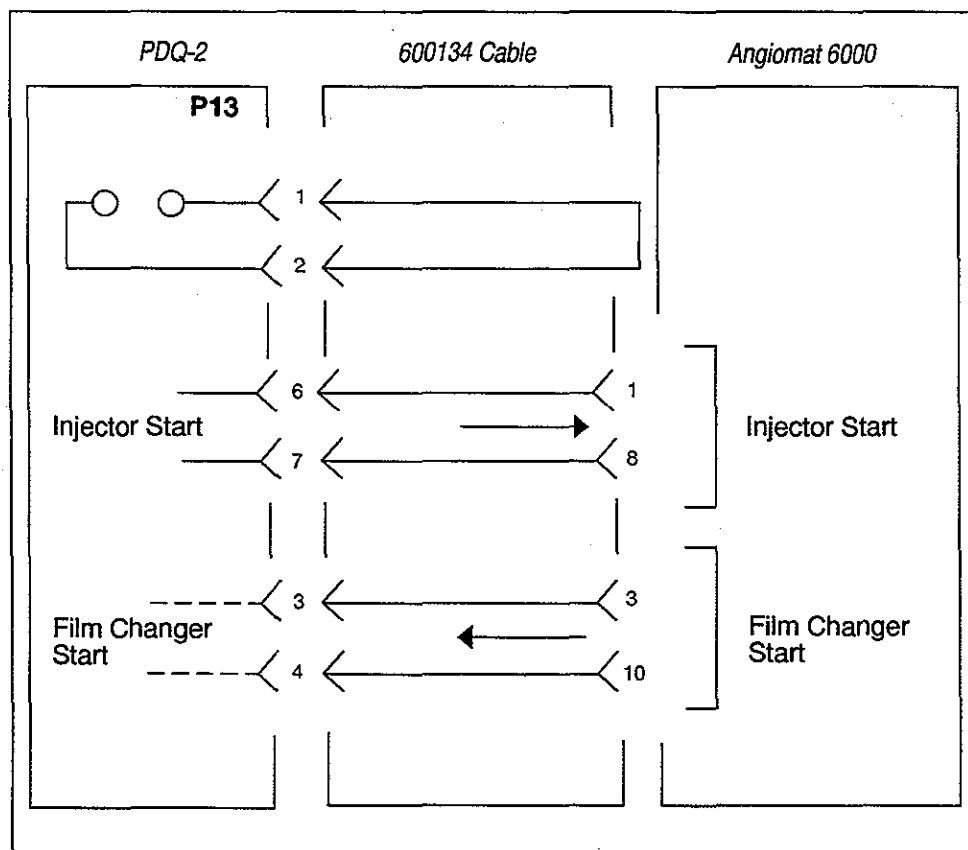 PDQ-2 600134 Cable Angiomat 6000
P13
1
2
6 1
Injector Start Injector Start
7 8
3 3
Film Changer Film Changer
Start Start
4 10